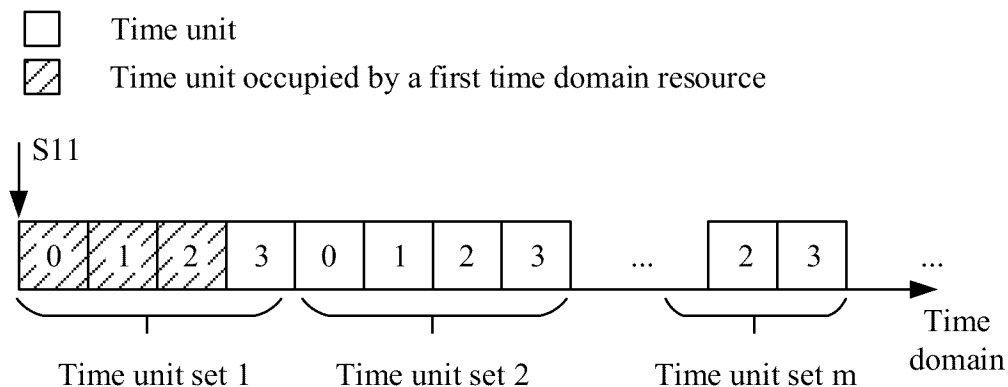 Time unit
Time unit occupied by a first time domain resource
S11
0 1 2 3 0 1 2 3 ... 2 3 ...
Time domain
Time unit set 1 Time unit set 2 Time unit set m